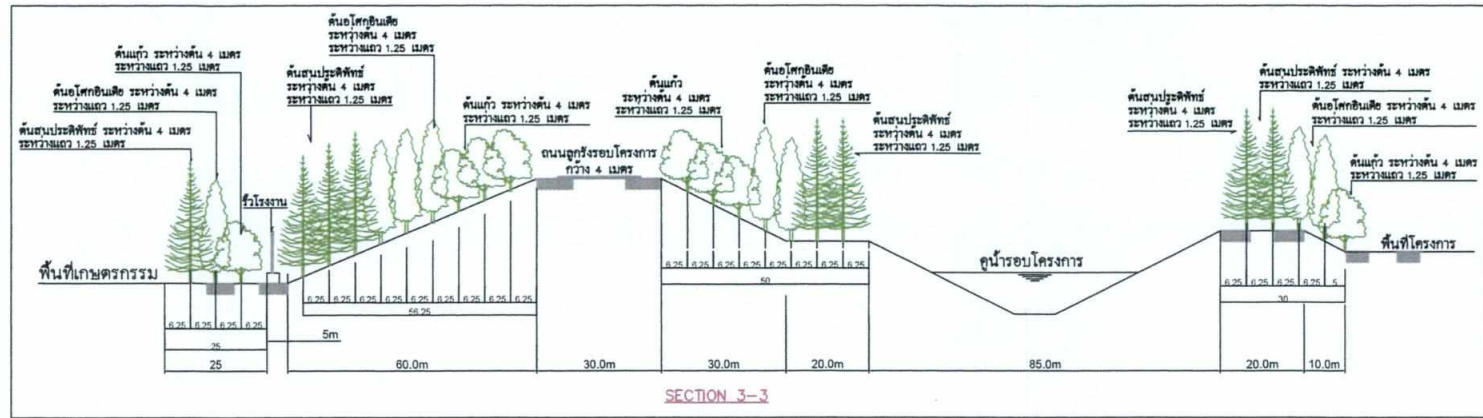 ต้นแก้ว ระหว่างต้น 4 เมตร
ระหว่างแถว 1.25 เมตร
ต้นอโศกอินเดีย ระหว่างต้น 4 เมตร
ระหว่างแถว 1.25 เมตร
ต้นสนประดิพัทธ์ ระหว่างต้น 4 เมตร
ระหว่างแถว 1.25 เมตร
รั้วโรงงาน
ต้นสนประดิพัทธ์
ระหว่างต้น 4 เมตร
ระหว่างแถว 1.25 เมตร
ต้นอโศกอินเดีย
ระหว่างต้น 4 เมตร
ระหว่างแถว 1.25 เมตร
ต้นแก้ว ระหว่างต้น 4 เมตร
ระหว่างแถว 1.25 เมตร
ถนนลูกรังรอบโครงการ
กว้าง 4 เมตร
ต้นแก้ว
ระหว่างต้น 4 เมตร
ระหว่างแถว 1.25 เมตร
ต้นอโศกอินเดีย
ระหว่างต้น 4 เมตร
ระหว่างแถว 1.25 เมตร
ต้นสนประดิพัทธ์
ระหว่างต้น 4 เมตร
ระหว่างแถว 1.25 เมตร
ต้นสนประดิพัทธ์
ระหว่างต้น 4 เมตร
ระหว่างแถว 1.25 เมตร
ต้นสนประดิพัทธ์ ระหว่างต้น 4 เมตร
ระหว่างแถว 1.25 เมตร
ต้นอโศกอินเดีย ระหว่างต้น 4 เมตร
ระหว่างแถว 1.25 เมตร
ต้นแก้ว ระหว่างต้น 4 เมตร
ระหว่างแถว 1.25 เมตร
พื้นที่เกษตรกรรม
คูน้ำรอบโครงการ
พื้นที่โครงการ
6.25 6.25 6.25 6.25
25
5m
6.25 6.25 6.25 6.25 6.25 6.25 6.25 6.25 6.25
56.25
6.25 6.25 6.25 6.25 6.25 6.25 6.25 6.25
50
6.25 6.25 6.25 6.25 5
30
25 60.0m 30.0m 30.0m 20.0m 85.0m 20.0m 10.0m
SECTION 3-3